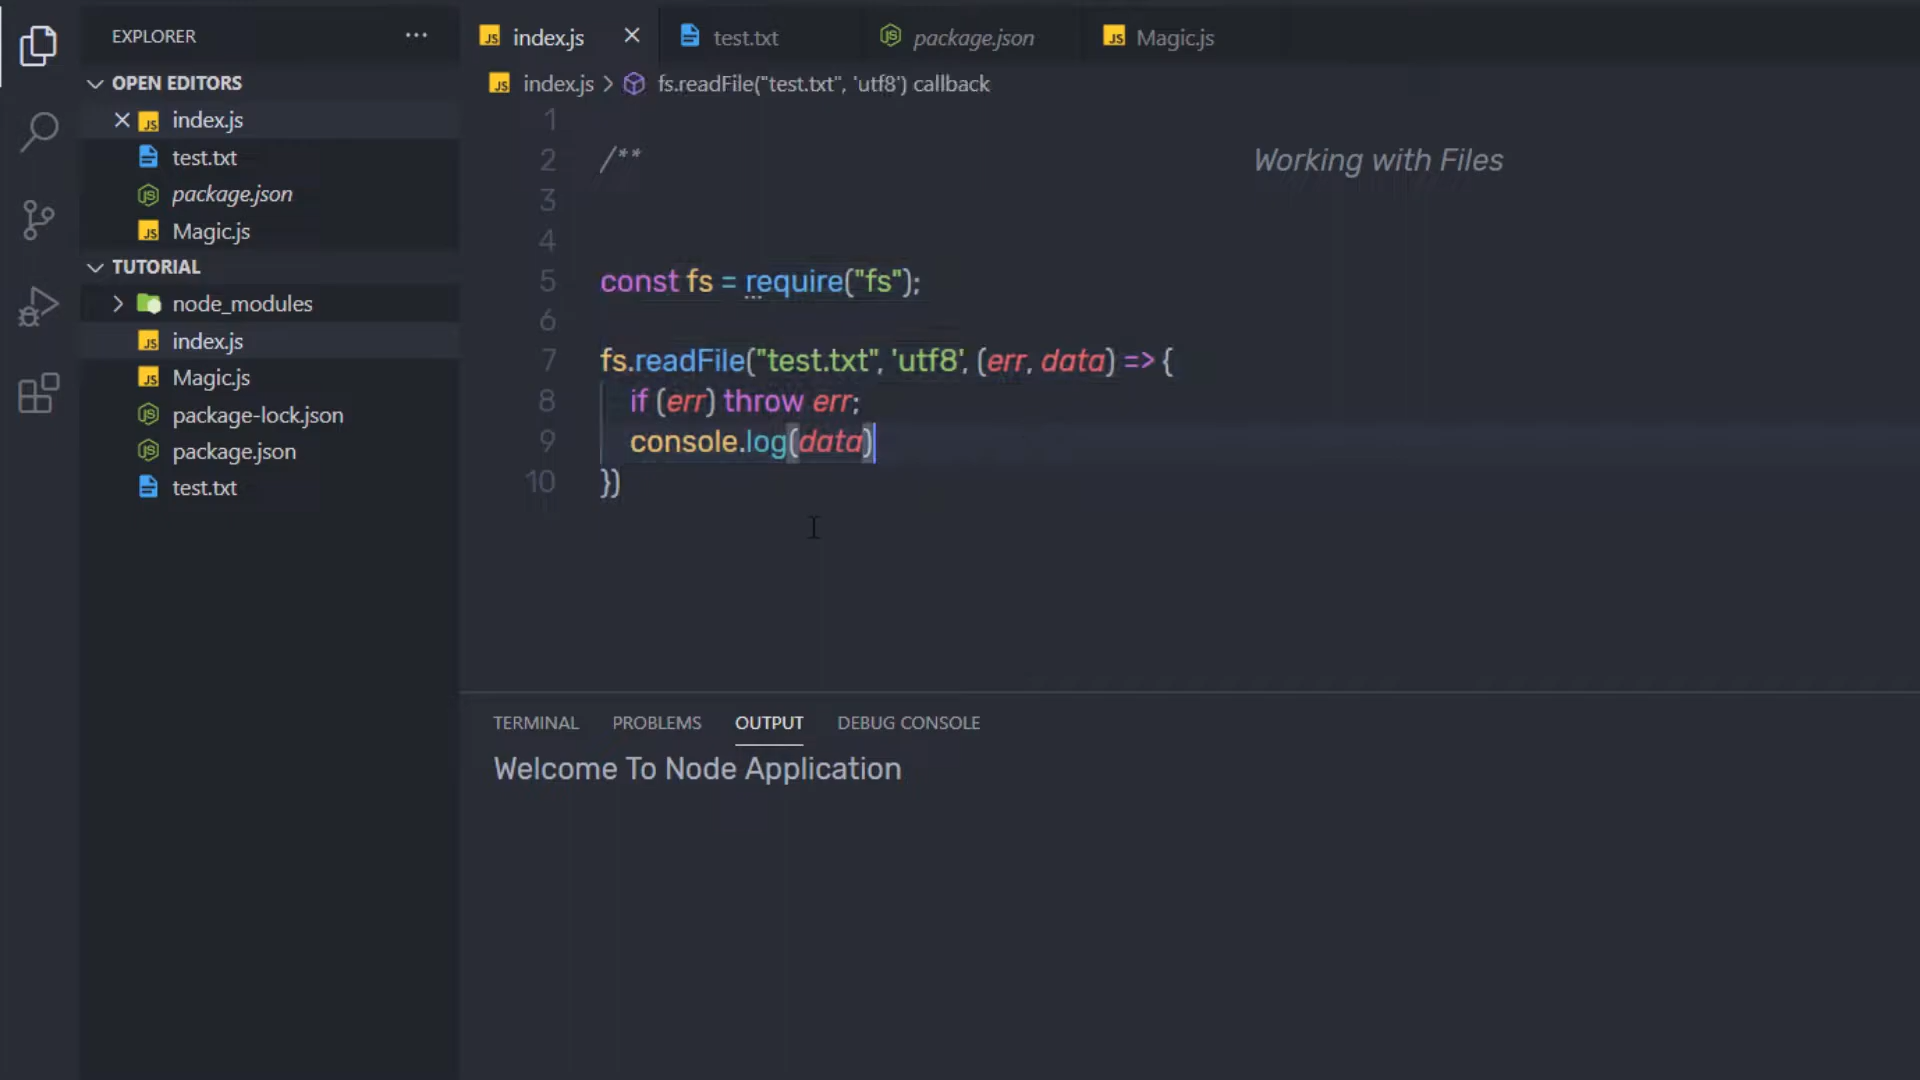 EXPLORER
OPEN EDITORS
index.js
test.txt
package.json
Magic.js
TUTORIAL
node_modules
index.js
Magic.js
package-lock.json
package.json
test.txt
index.js test.txt package.json Magic.js
index.js > fs.readFile("test.txt", 'utf8') callback
1
2 /** Working with Files
3
4
5 const fs = require("fs");
6
7 fs.readFile("test.txt", 'utf8', (err, data) => {
8 if (err) throw err;
9 console.log(data)
10 })
TERMINAL PROBLEMS OUTPUT DEBUG CONSOLE
Welcome To Node Application